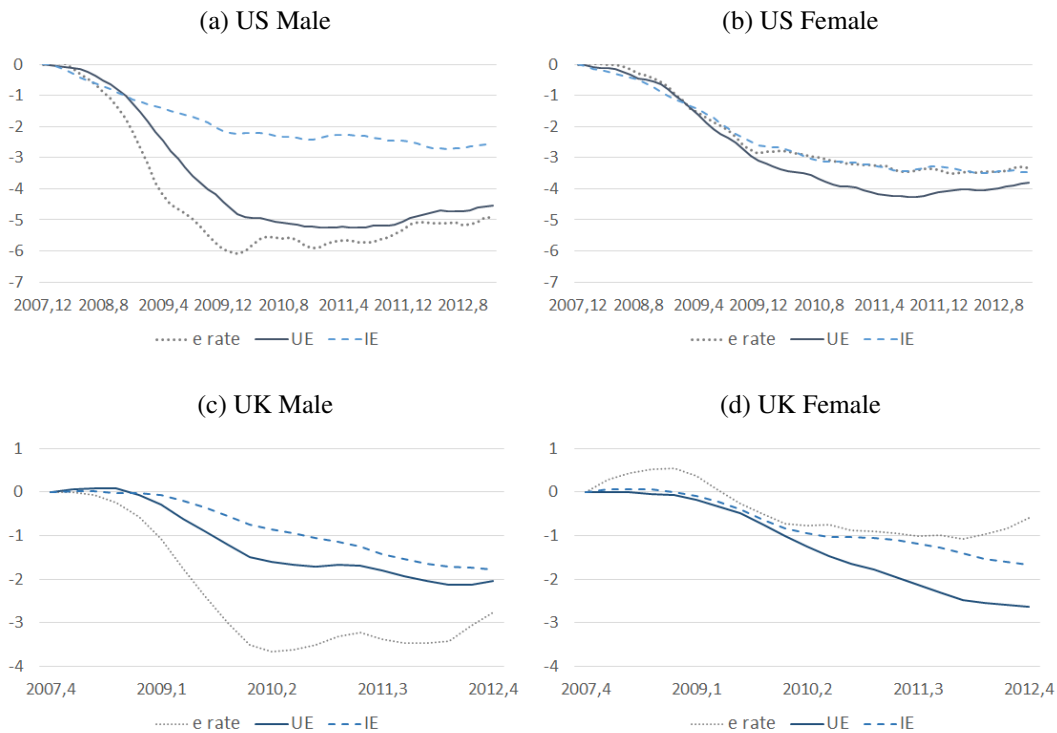 (a) US Male
(b) US Female
0
-1
-2
-3
-4
-5
-6
-7
2007,12 2008,8 2009,4 2009,12 2010,8 2011,4 2011,12 2012,8
e rate UE IE
0
-1
-2
-3
-4
-5
-6
-7
2007,12 2008,8 2009,4 2009,12 2010,8 2011,4 2011,12 2012,8
e rate UE IE
(c) UK Male
(d) UK Female
1
0
-1
-2
-3
-4
2007,4 2009,1 2010,2 2011,3 2012,4
e rate UE IE
1
0
-1
-2
-3
-4
2007,4 2009,1 2010,2 2011,3 2012,4
e rate UE IE